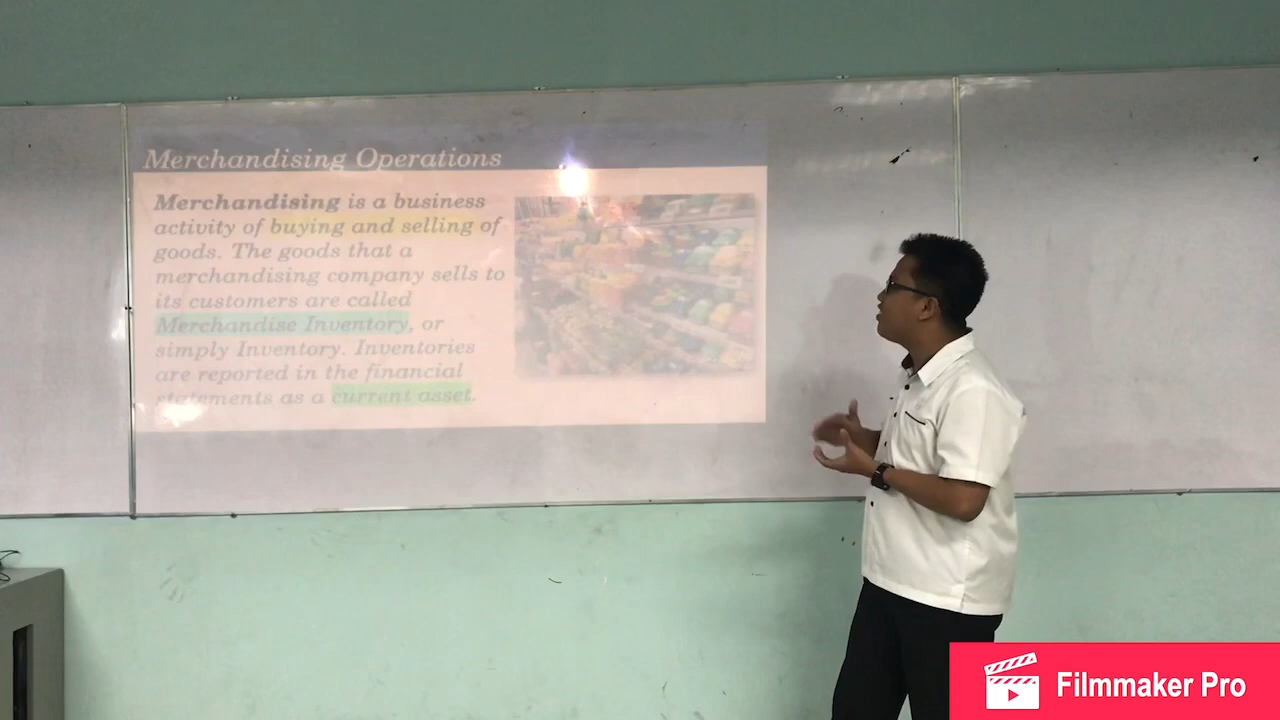 Merchandising Operations
Merchandising is a business
activity of buying and selling of
goods. The goods that a
merchandising company sells to
its customers are called
Merchandise Inventory, or
simply Inventory. Inventories
are reported in the financial
statements as a current asset.
Filmmaker Pro